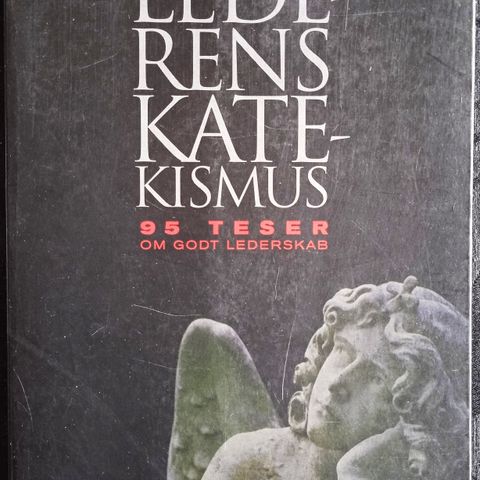 LEDE-
RENS
KATE-
KISMUS
95 TESER
OM GODT LEDERSKAB